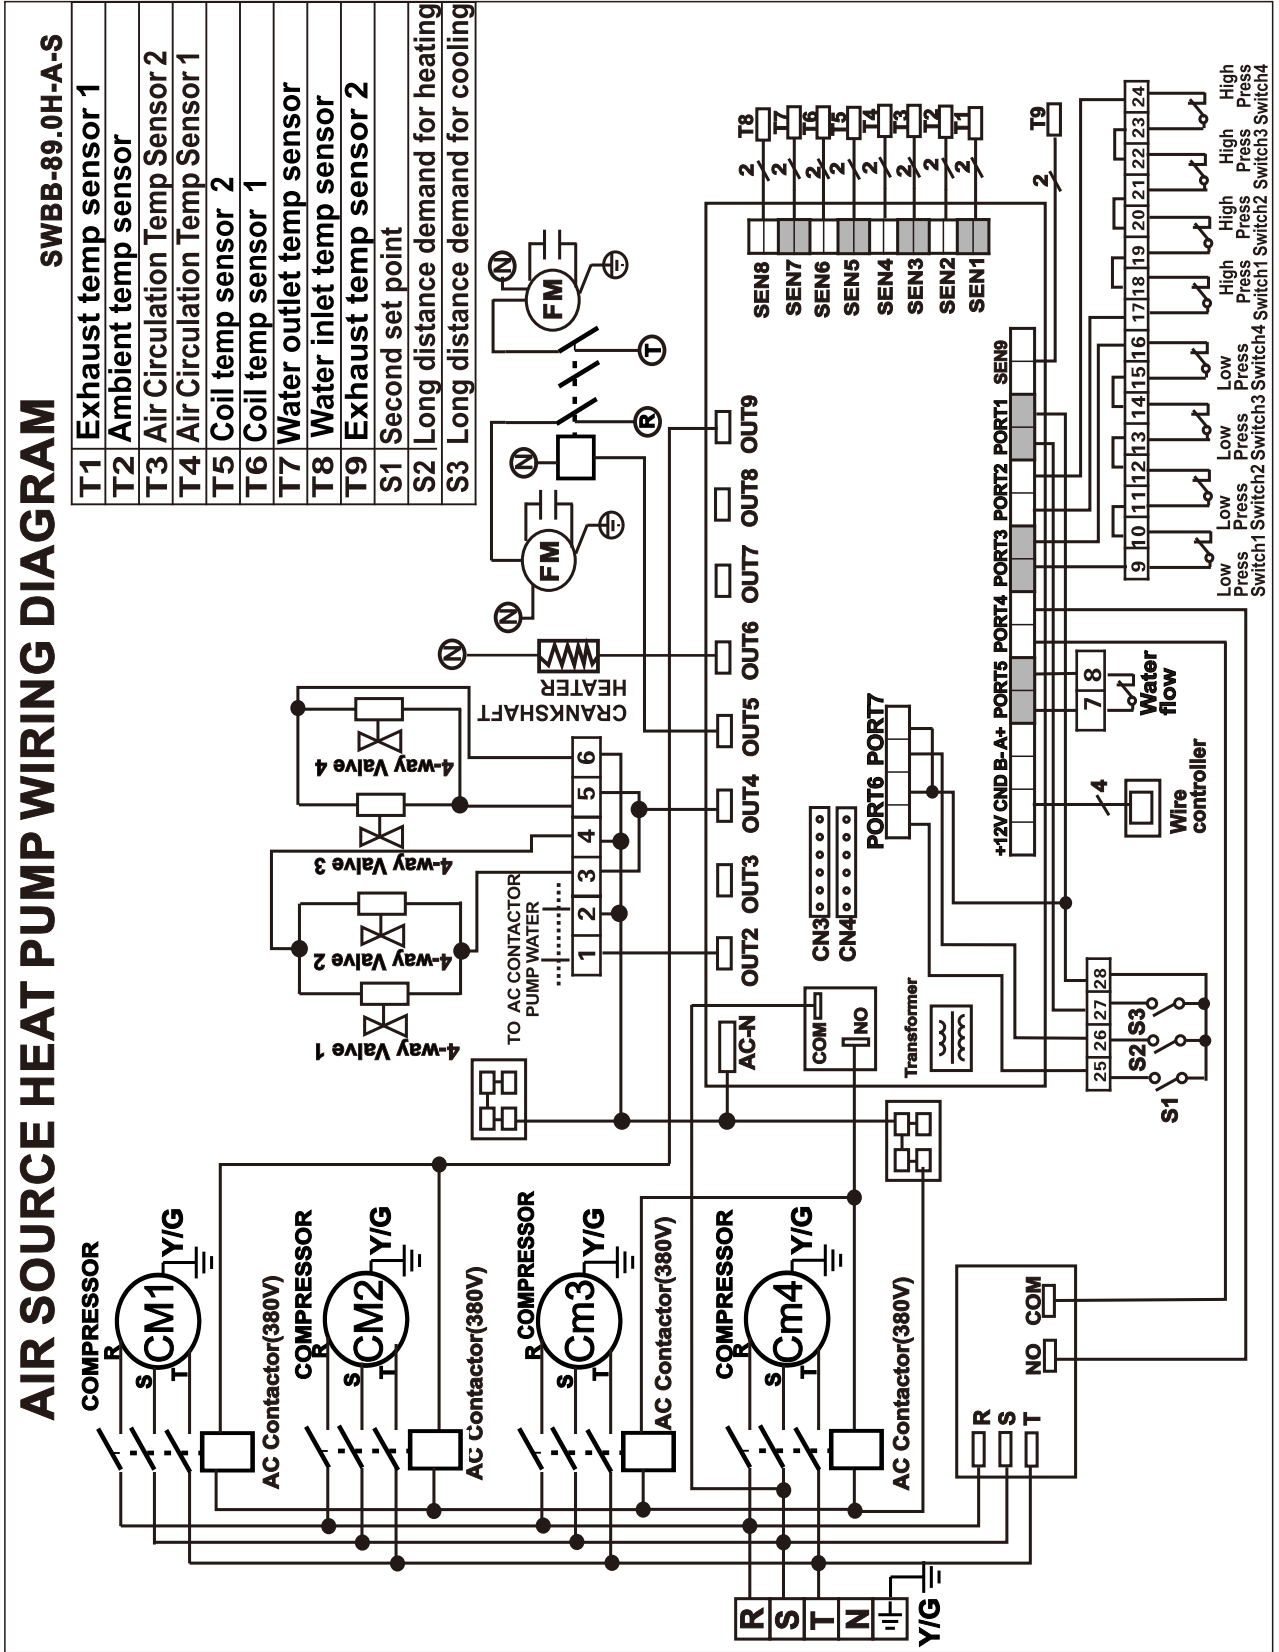 AIR SOURCE HEAT PUMP WIRING DIAGRAM
SWBB-89.0H-A-S
T1 Exhaust temp sensor 1
T2 Ambient temp sensor
T3 Air Circulation Temp Sensor 2
T4 Air Circulation Temp Sensor 1
T5 Coil temp sensor 2
T6 Coil temp sensor 1
T7 Water outlet temp sensor
T8 Water inlet temp sensor
T9 Exhaust temp sensor 2
S1 Second set point
S2 Long distance demand for heating
S3 Long distance demand for cooling
COMPRESSOR
CM1
R
S
T
Y/G
AC Contactor(380V)
COMPRESSOR
CM2
R
S
T
Y/G
AC Contactor(380V)
COMPRESSOR
Cm3
R
S
T
Y/G
AC Contactor(380V)
COMPRESSOR
Cm4
R
S
T
Y/G
AC Contactor(380V)
R
S
T
N
Y/G
R
S
T
NO
COM
4-way Valve 1
4-way Valve 2
4-way Valve 3
4-way Valve 4
TO AC CONTACTOR
PUMP WATER
1 2 3 4 5 6
CRANKSHAFT
HEATER
N
N
FM
N
R
T
N
FM
AC-N
OUT2
OUT3
OUT4
OUT5
OUT6
OUT7
OUT8
OUT9
COM
NO
Transformer
CN3
CN4
PORT6 PORT7
SEN8
SEN7
SEN6
SEN5
SEN4
SEN3
SEN2
SEN1
2 T8
2 T7
2 T6
2 T5
2 T4
2 T3
2 T2
2 T1
2 T9
+12V CND B- A+ PORT5 PORT4 PORT3 PORT2 PORT1 SEN9
4
Wire
controller
7 8
Water
flow
25 26 27 28
S1
S2
S3
9 10 11 12 13 14 15 16 17 18 19 20 21 22 23 24
Low
Press
Switch1
Low
Press
Switch2
Low
Press
Switch3
Low
Press
Switch4
High
Press
Switch1
High
Press
Switch2
High
Press
Switch3
High
Press
Switch4